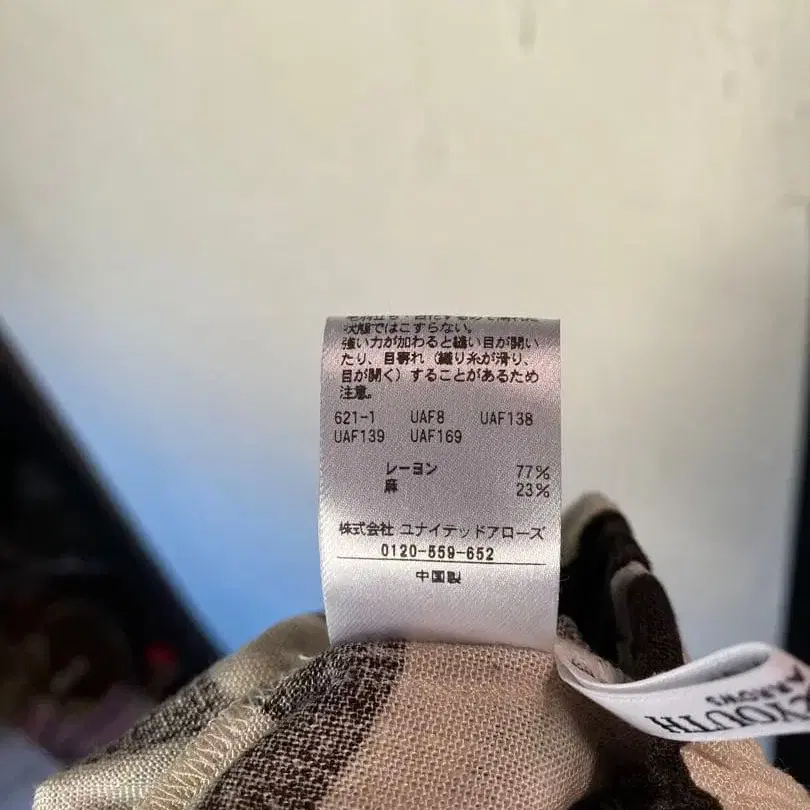 状態ではこすらない。
強い力が加わると縫い目が開い
たり、目寄れ（織り糸が滑り、
目が開く）することがあるため
注意。
621-1 UAF8 UAF138
UAF139 UAF169
レーヨン 77%
麻 23%
株式会社 ユナイテッドアローズ
0120-559-652
中国製
YOUTH
ARROWS